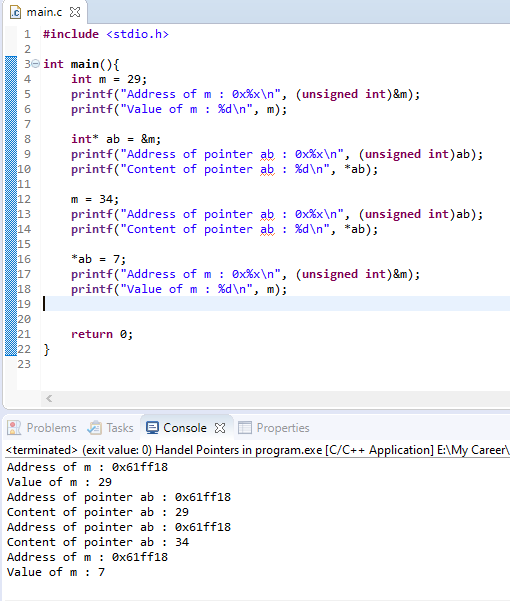 main.c
1 #include <stdio.h>
2
3 int main(){
4 int m = 29;
5 printf("Address of m : 0x%x\n", (unsigned int)&m);
6 printf("Value of m : %d\n", m);
7
8 int* ab = &m;
9 printf("Address of pointer ab : 0x%x\n", (unsigned int)ab);
10 printf("Content of pointer ab : %d\n", *ab);
11
12 m = 34;
13 printf("Address of pointer ab : 0x%x\n", (unsigned int)ab);
14 printf("Content of pointer ab : %d\n", *ab);
15
16 *ab = 7;
17 printf("Address of m : 0x%x\n", (unsigned int)&m);
18 printf("Value of m : %d\n", m);
19
20
21 return 0;
22 }
23
Problems Tasks Console Properties
<terminated> (exit value: 0) Handel Pointers in program.exe [C/C++ Application] E:\My Career\
Address of m : 0x61ff18
Value of m : 29
Address of pointer ab : 0x61ff18
Content of pointer ab : 29
Address of pointer ab : 0x61ff18
Content of pointer ab : 34
Address of m : 0x61ff18
Value of m : 7